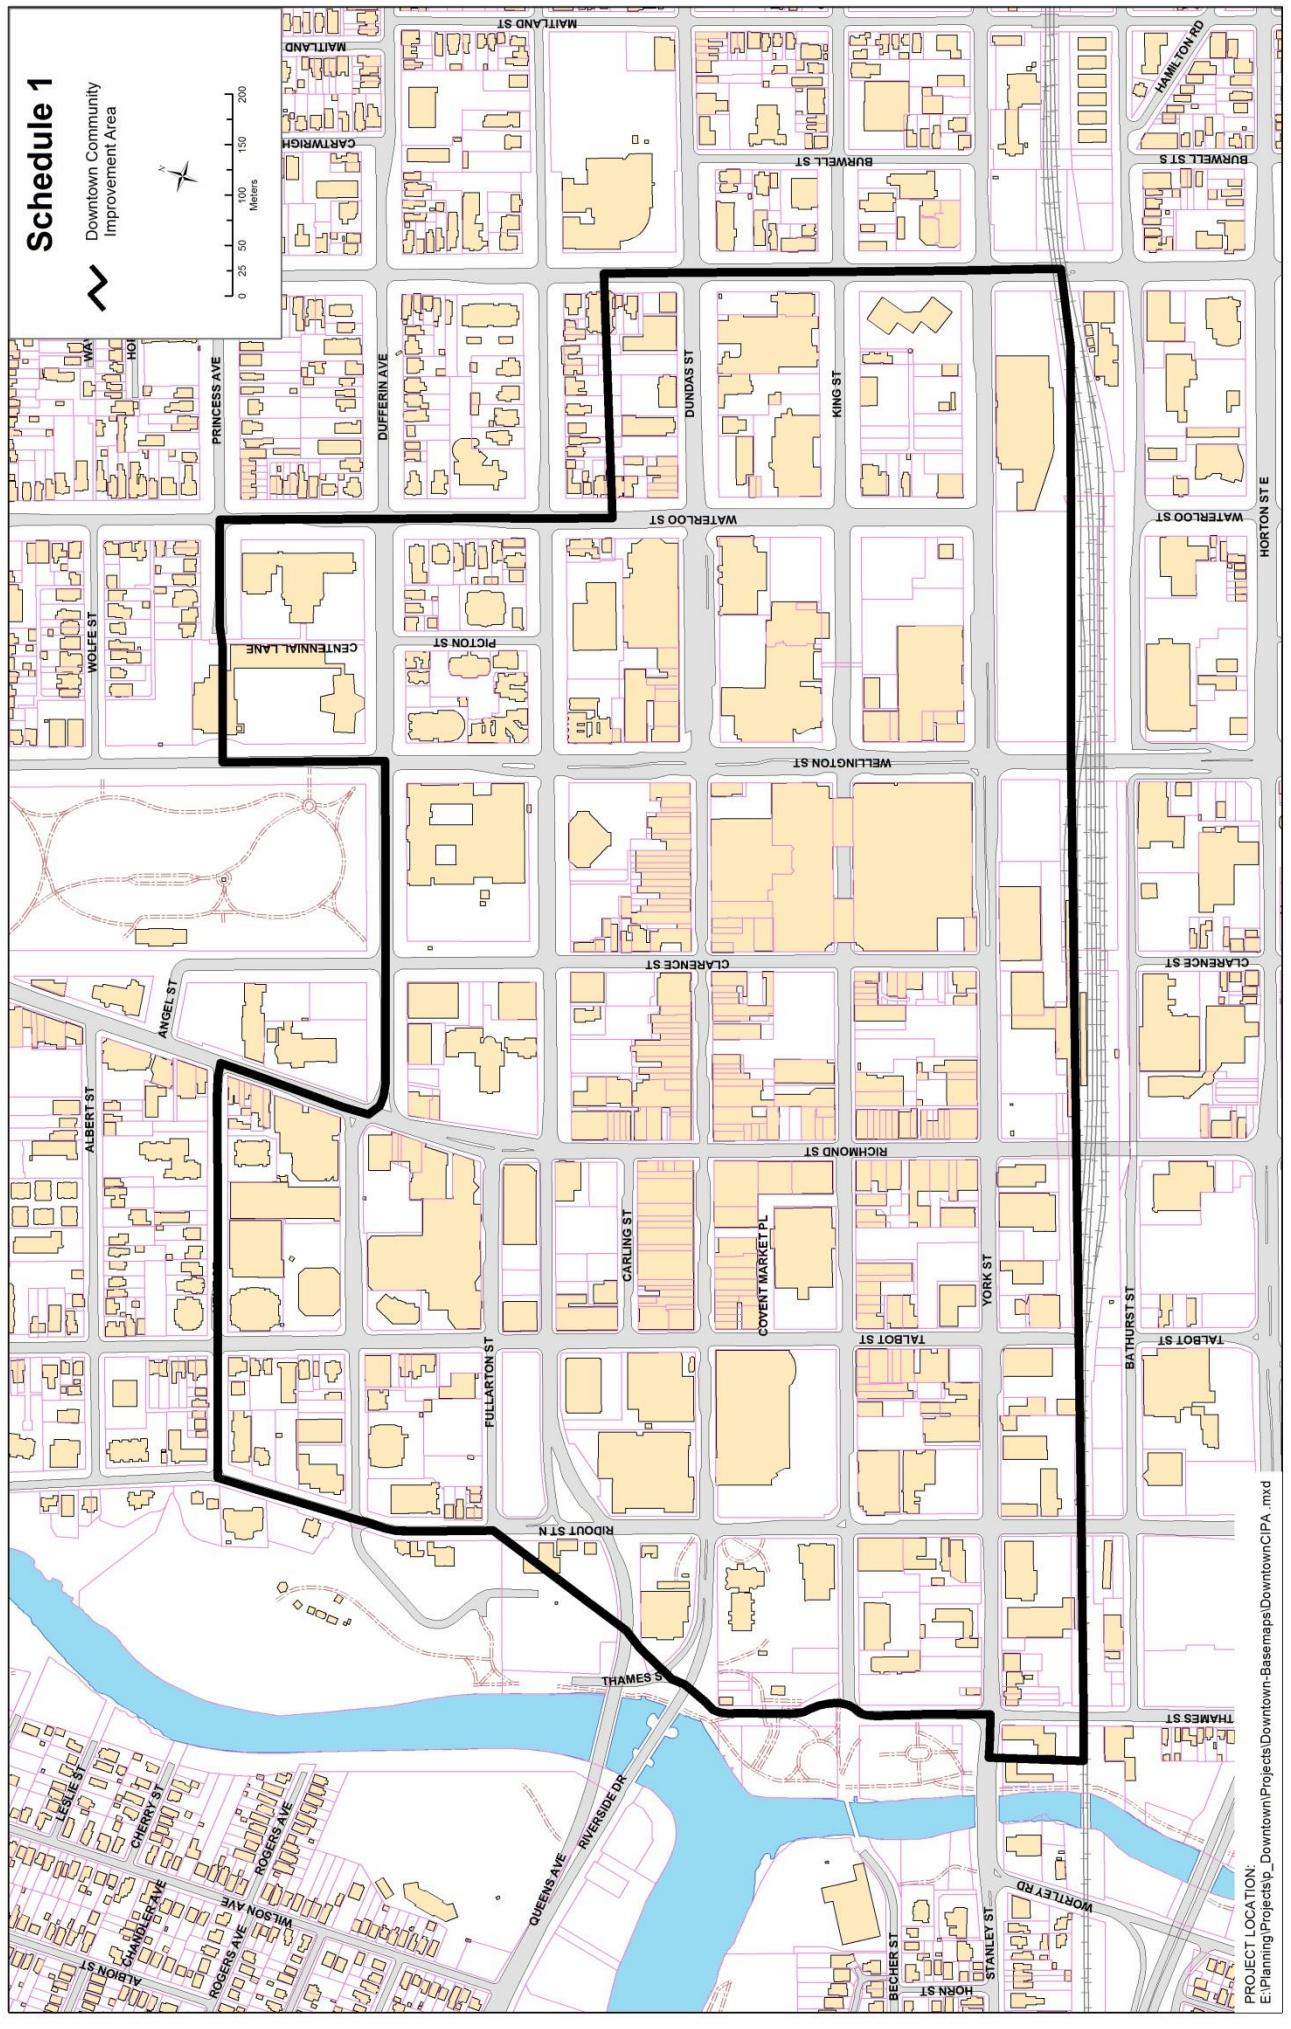 Schedule 1
Downtown Community
Improvement Area
N
0 25 50 100 150 200
Meters
MAITLAND ST
MAITLAND
CARTWRIGH
HAMILTON RD
BURWELL ST
BURWELL ST S
WAV
HOP
PRINCESS AVE
DUFFERIN AVE
DUNDAS ST
KING ST
WATERLOO ST
WATERLOO ST
HORTON ST E
WOLFE ST
CENTENNIAL LANE
PICTON ST
WELLINGTON ST
CLARENCE ST
CLARENCE ST
ANGEL ST
ALBERT ST
RICHMOND ST
CARLING ST
COVENT MARKET PL
YORK ST
BATHURST ST
TALBOT ST
TALBOT ST
FULLARTON ST
RIDOUT ST N
THAMES S
THAMES ST
LESLIE ST
CHERRY ST
ROGERS AVE
RIVERSIDE DR
QUEENS AVE
WILSON AVE
CHANDLER AVE
ROGERS AVE
ALBION ST
WORTLEY RD
STANLEY ST
BECHER ST
HORN ST
PROJECT LOCATION:
E:\Planning\Projects\p_Downtown\Projects\Downtown-Basemaps\DowntownCIPA .mxd